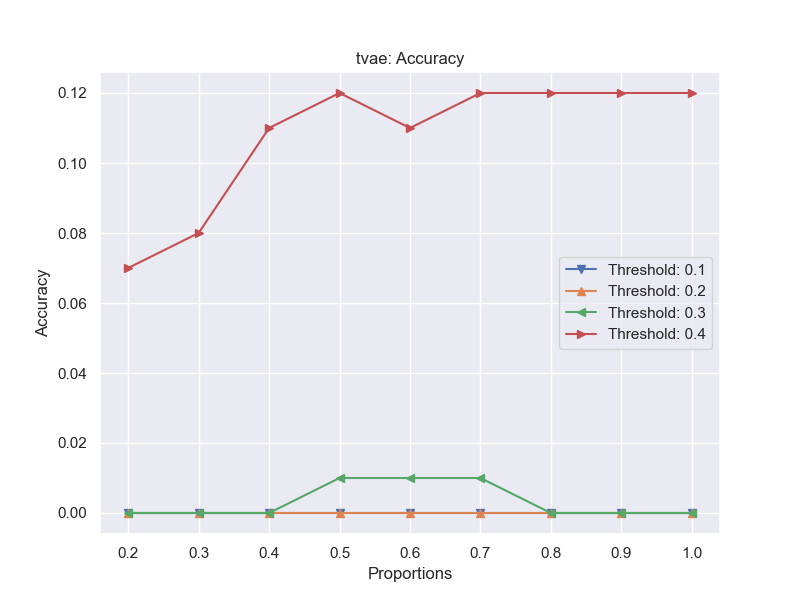 tvae: Accuracy
Accuracy
0.12
0.10
0.08
0.06
0.04
0.02
0.00
Threshold: 0.1
Threshold: 0.2
Threshold: 0.3
Threshold: 0.4
0.2 0.3 0.4 0.5 0.6 0.7 0.8 0.9 1.0
Proportions